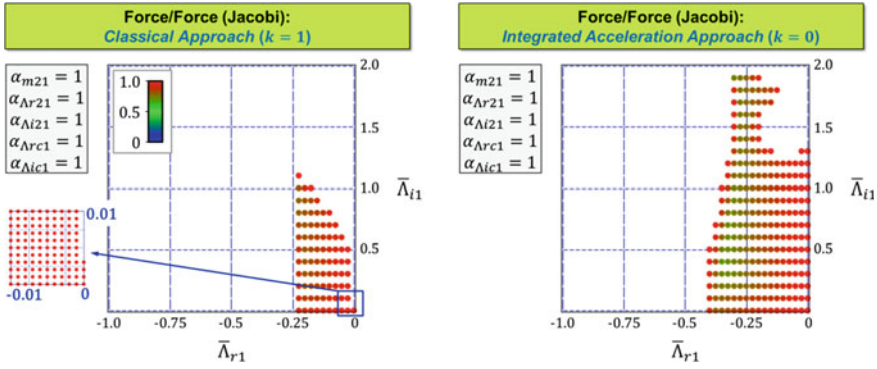 Force/Force (Jacobi):
Classical Approach (k = 1)
αm21 = 1
αΛr21 = 1
αΛi21 = 1
αΛrc1 = 1
αΛic1 = 1
1.0
0.5
0
2.0
1.5
1.0
0.5
Λ̅i1
0.01
-0.01
0
-1.0
-0.75
-0.5
-0.25
0
Λ̅r1
Force/Force (Jacobi):
Integrated Acceleration Approach (k = 0)
αm21 = 1
αΛr21 = 1
αΛi21 = 1
αΛrc1 = 1
αΛic1 = 1
2.0
1.5
1.0
0.5
Λ̅i1
-1.0
-0.75
-0.5
-0.25
0
Λ̅r1